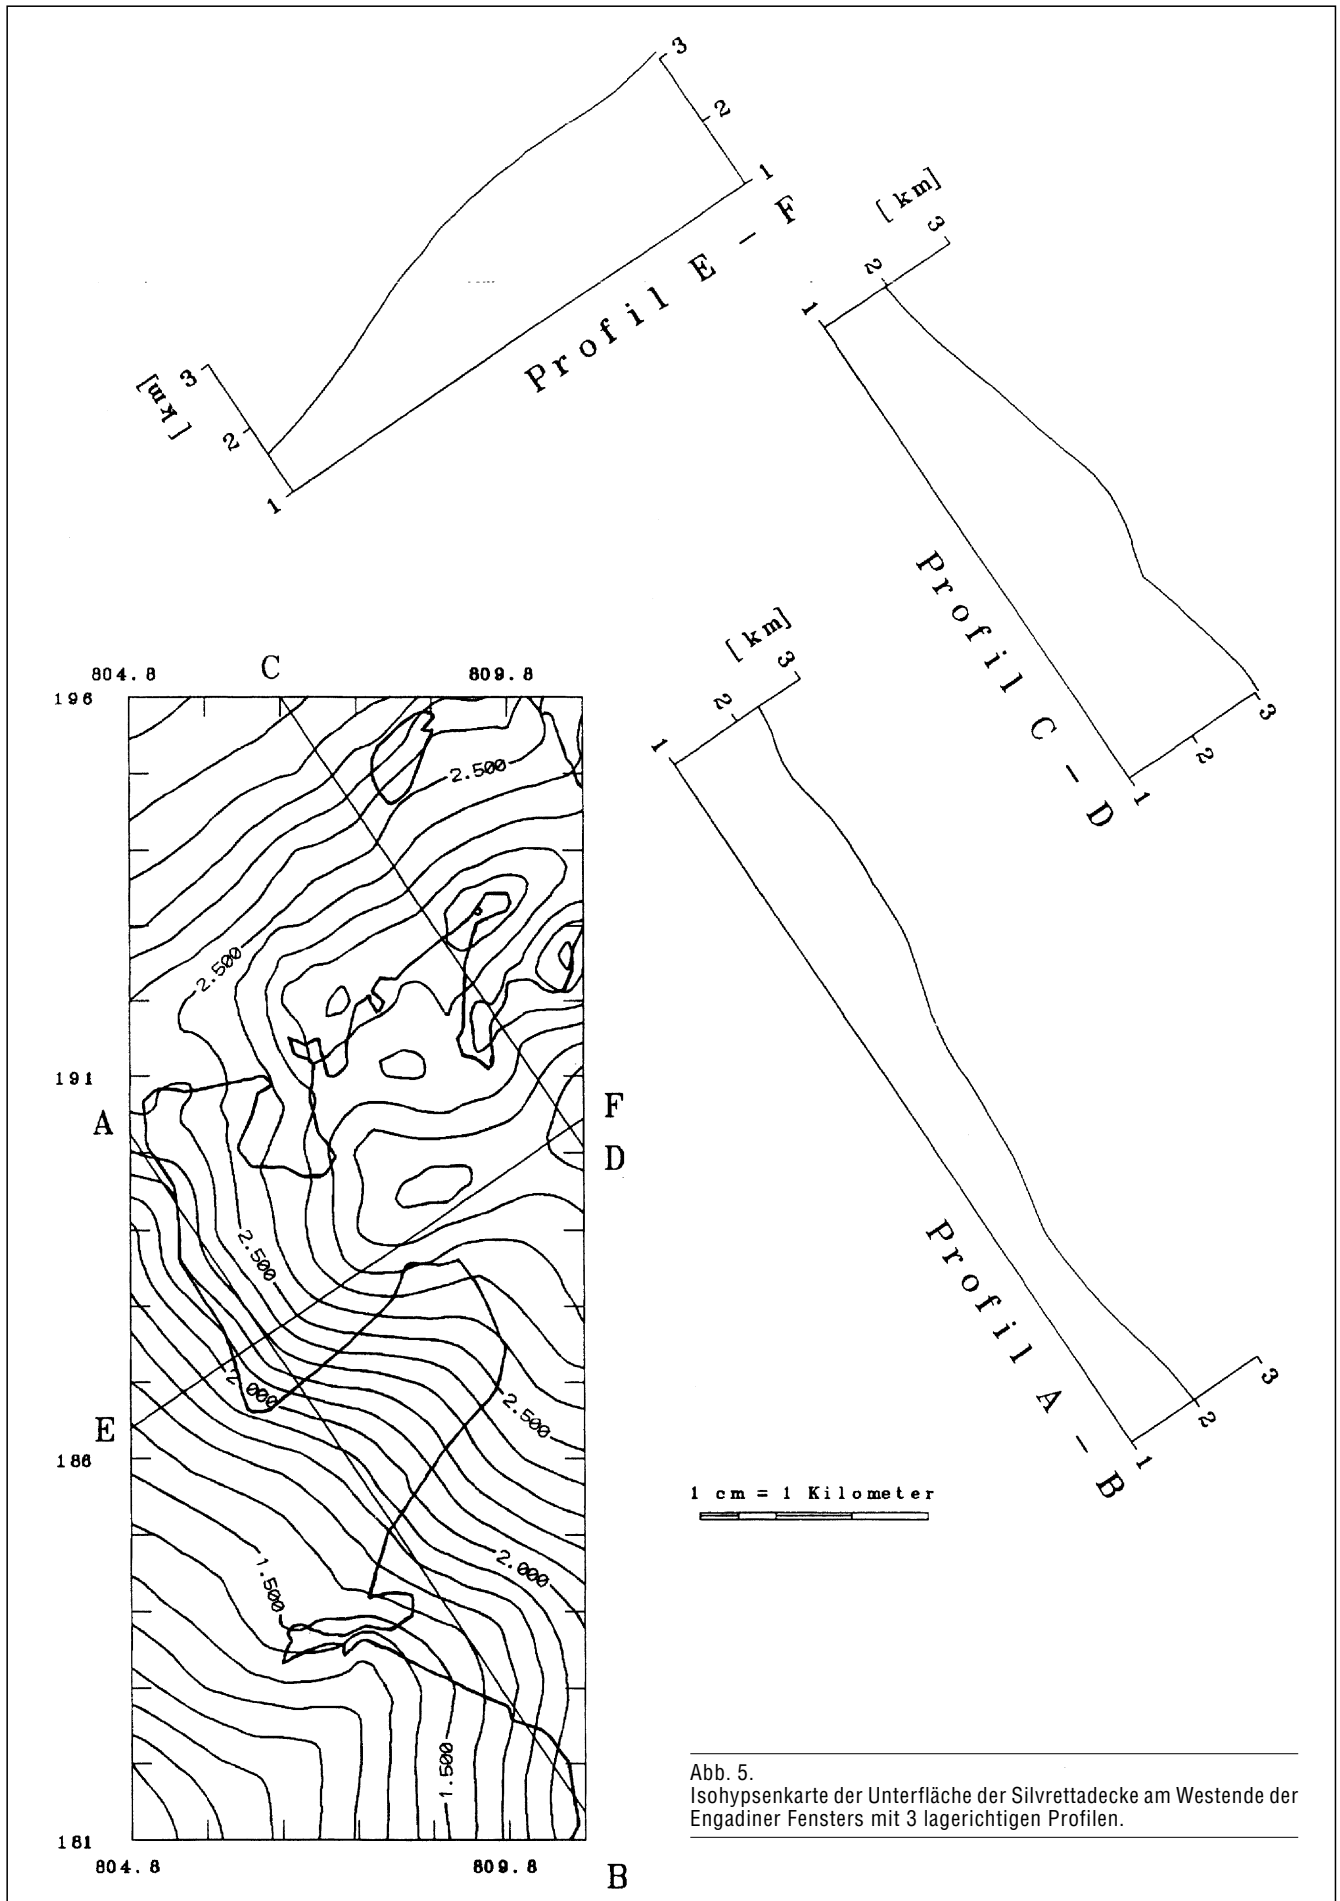 3
2
1
[km]
3
2
1
Profil E - F
[km]
3
2
1
Profil C - D
3
2
1
[km]
3
2
1
Profil A - B
3
2
1
1 cm = 1 Kilometer
C
804.8
809.8
196
191
186
181
A
E
F
D
B
2.500
2.500
2.500
2.000
2.500
2.000
1.500
1.500
804.8
809.8
Abb. 5.
Isohypsenkarte der Unterfläche der Silvrettadecke am Westende der
Engadiner Fensters mit 3 lagerichtigen Profilen.